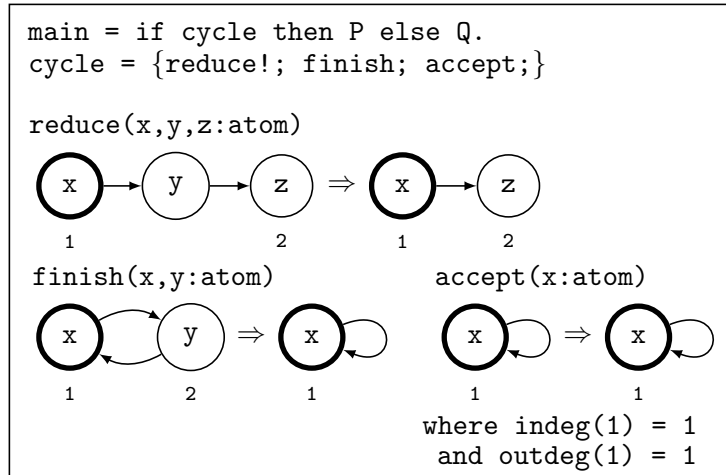 main = if cycle then P else Q.
cycle = {reduce!; finish; accept;}
reduce(x,y,z:atom)
x y z ⇒ x z
1 2 1 2
finish(x,y:atom) accept(x:atom)
x y ⇒ x x ⇒ x
1 2 1 1 1
where indeg(1) = 1
and outdeg(1) = 1